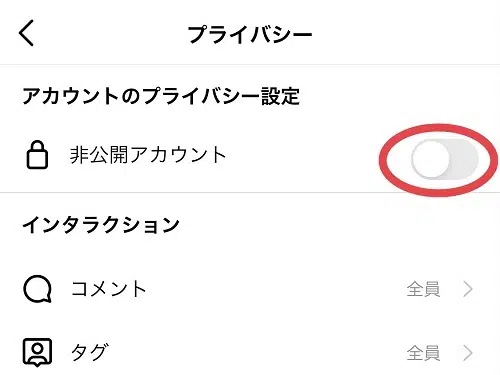 プライバシー
アカウントのプライバシー設定
非公開アカウント
インタラクション
コメント 全員
タグ 全員